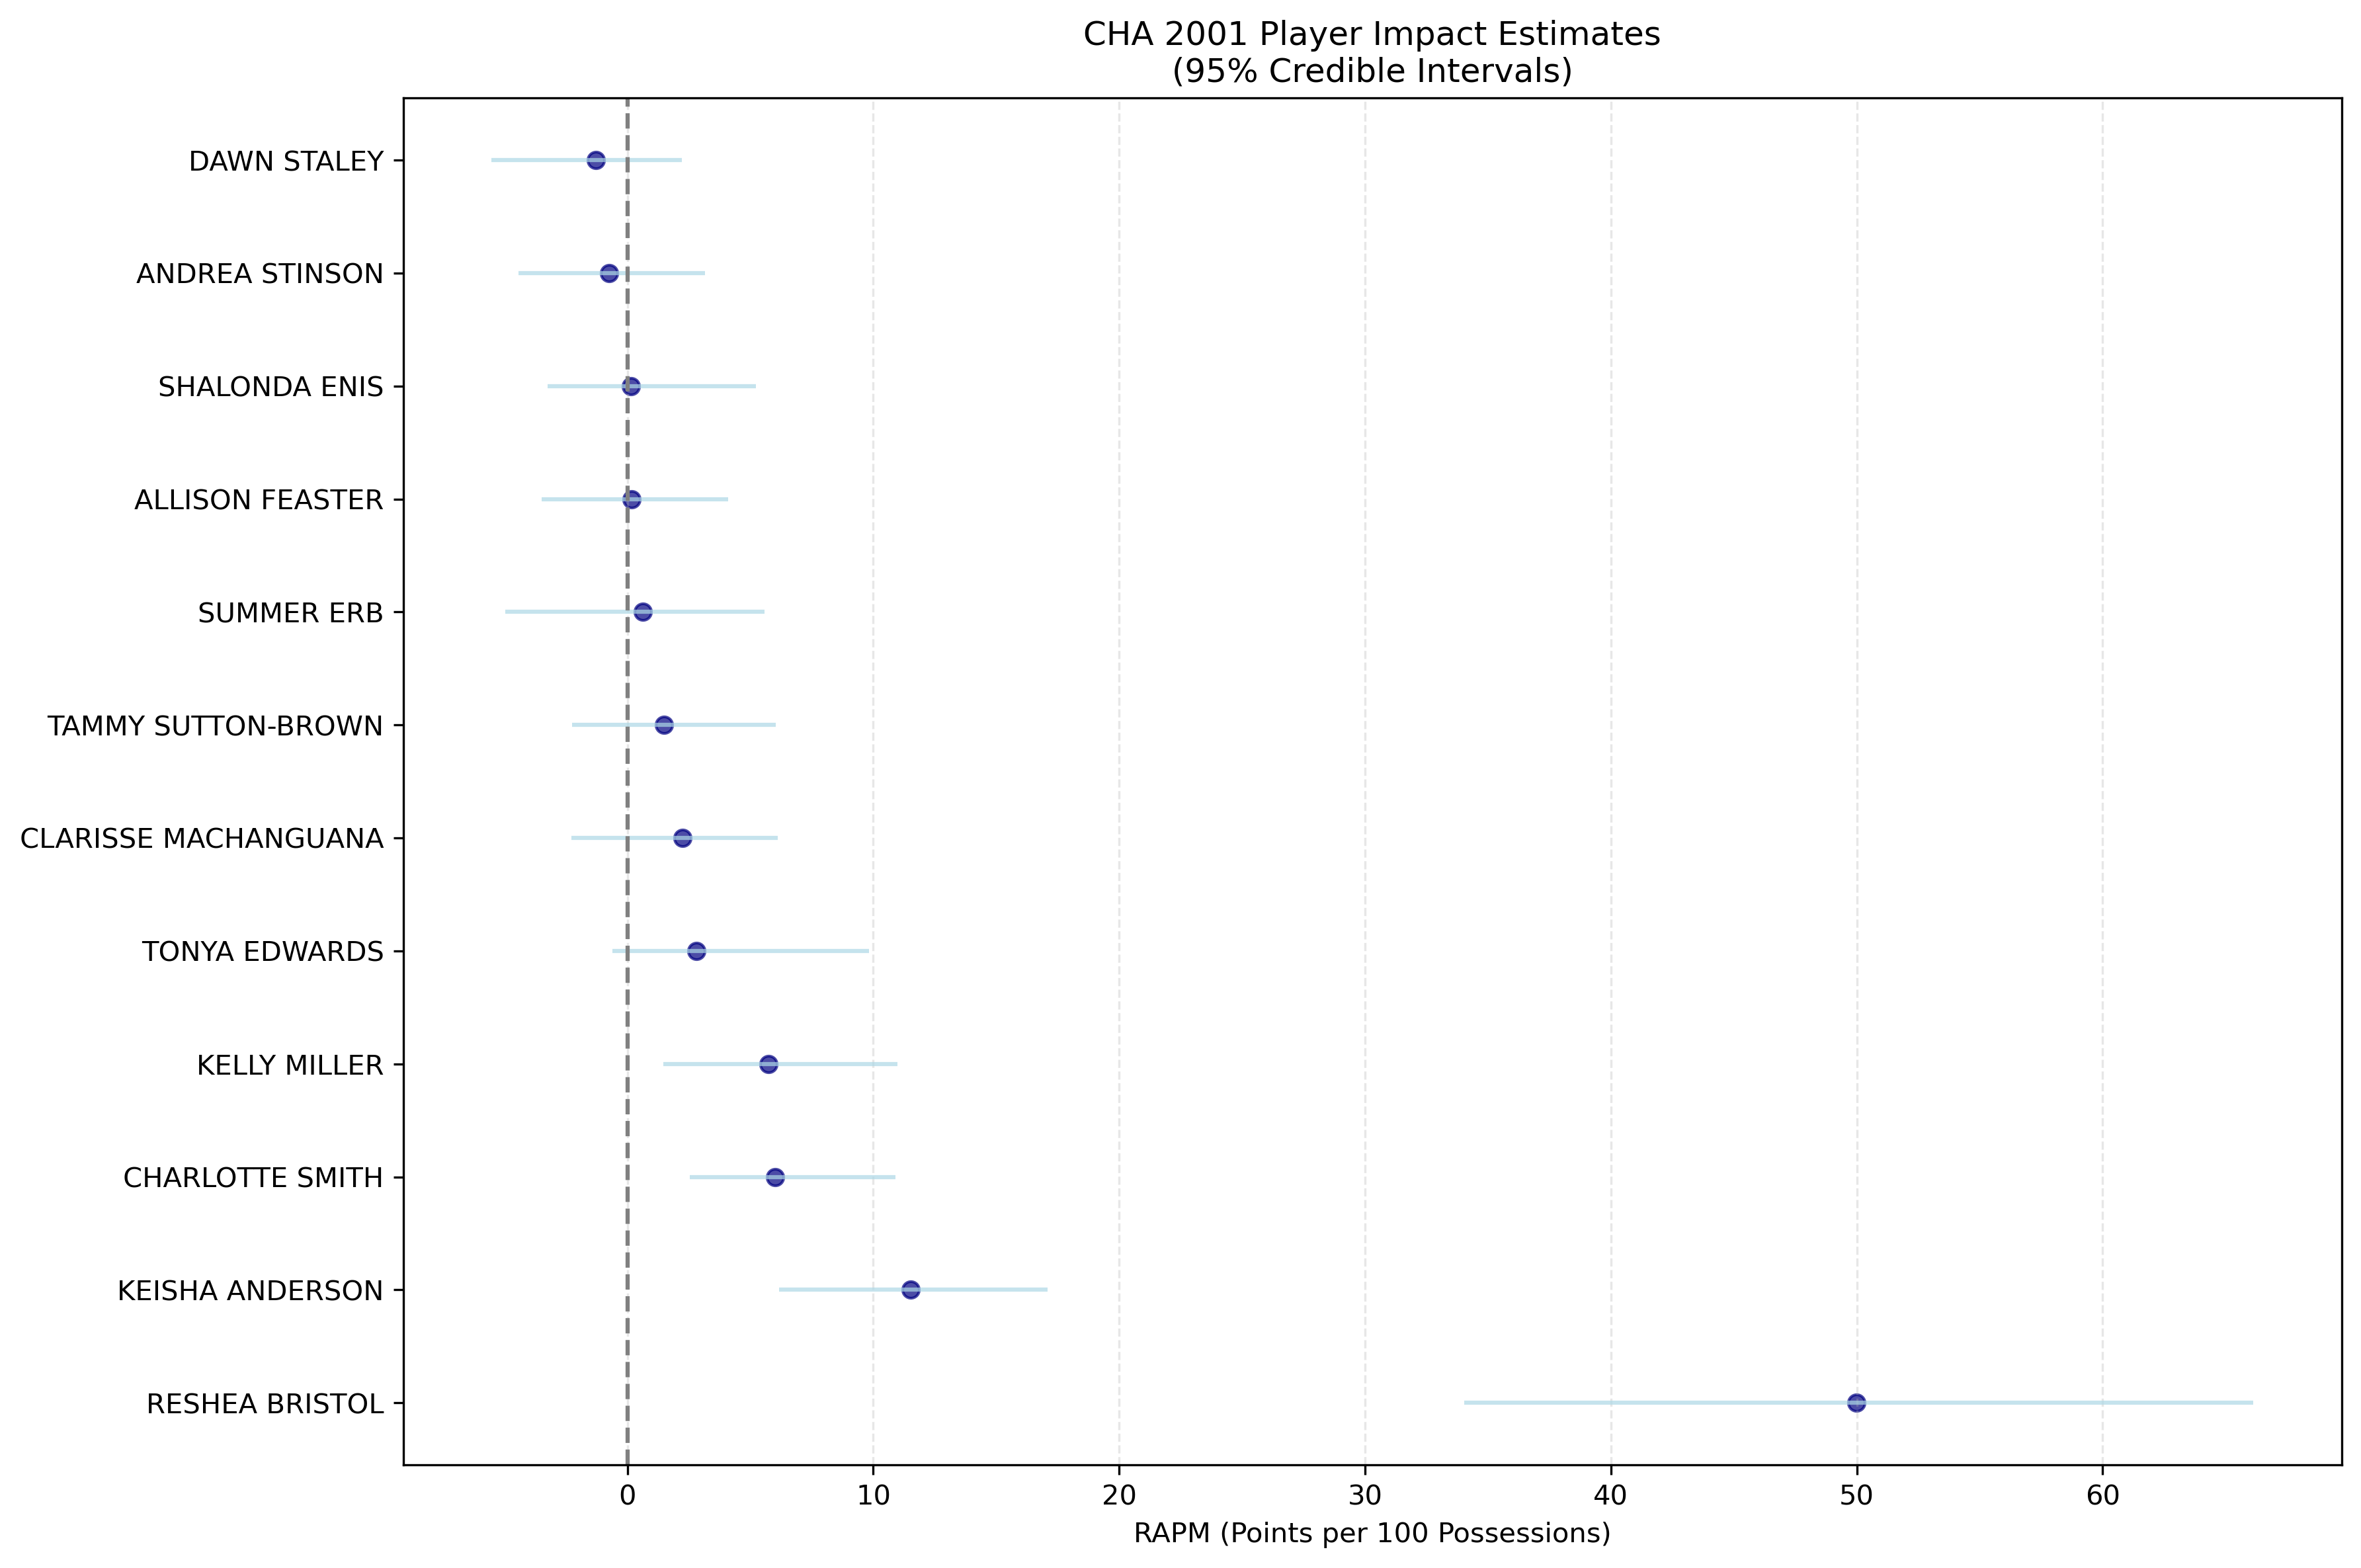 CHA 2001 Player Impact Estimates
(95% Credible Intervals)
DAWN STALEY
ANDREA STINSON
SHALONDA ENIS
ALLISON FEASTER
SUMMER ERB
TAMMY SUTTON-BROWN
CLARISSE MACHANGUANA
TONYA EDWARDS
KELLY MILLER
CHARLOTTE SMITH
KEISHA ANDERSON
RESHEA BRISTOL
0 10 20 30 40 50 60
RAPM (Points per 100 Possessions)